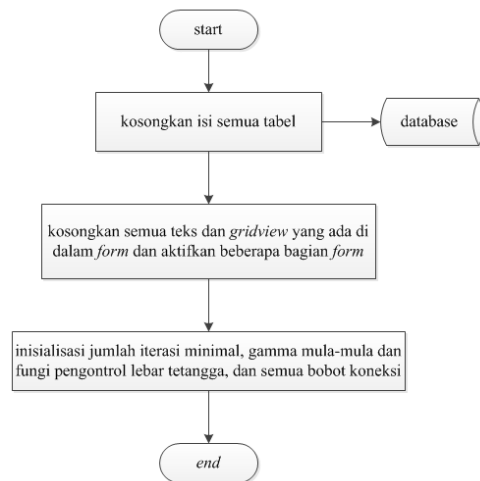 start
kosongkan isi semua tabel
database
kosongkan semua teks dan gridview yang ada di
dalam form dan aktifkan beberapa bagian form
inisialisasi jumlah iterasi minimal, gamma mula-mula dan
fungi pengontrol lebar tetangga, dan semua bobot koneksi
end